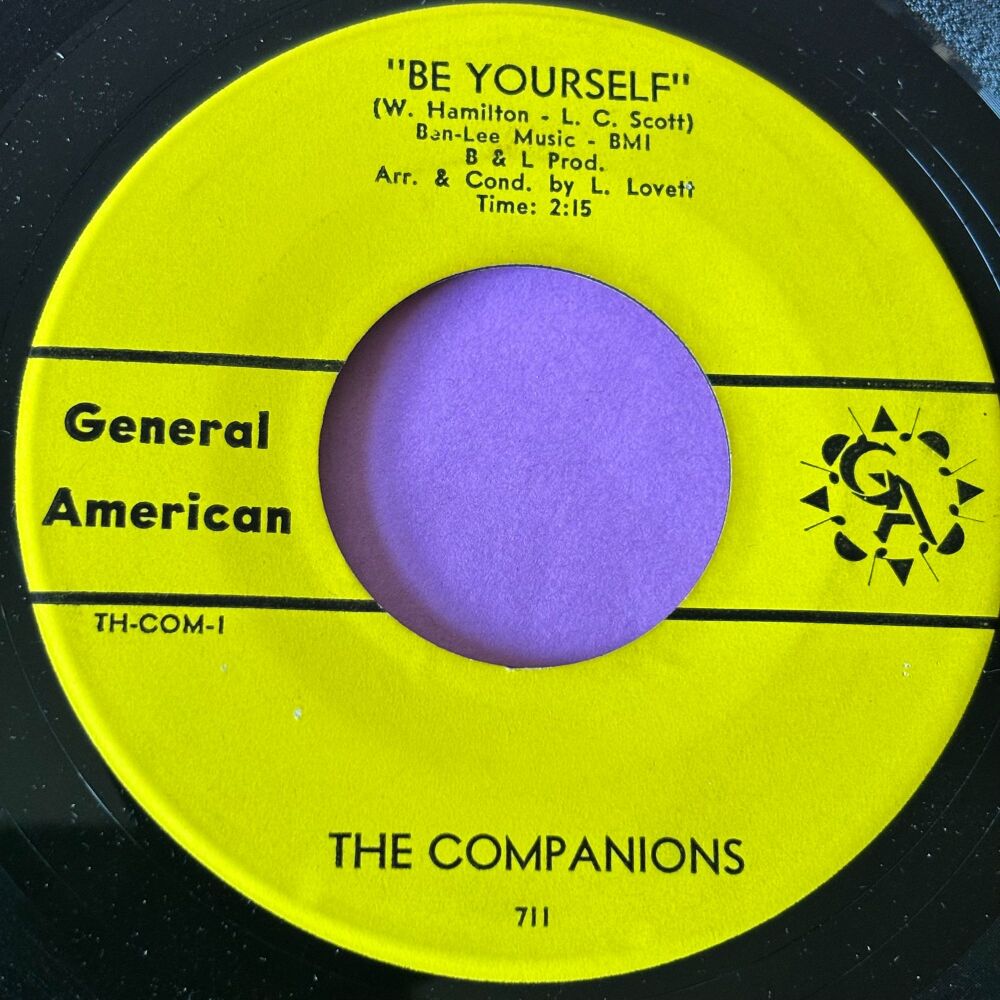 "BE YOURSELF"
(W. Hamilton - L. C. Scott)
Ben-Lee Music - BMI
B & L Prod.
Arr. & Cond. by L. Lovett
Time: 2:15
General
American
GA
TH-COM-1
THE COMPANIONS
711